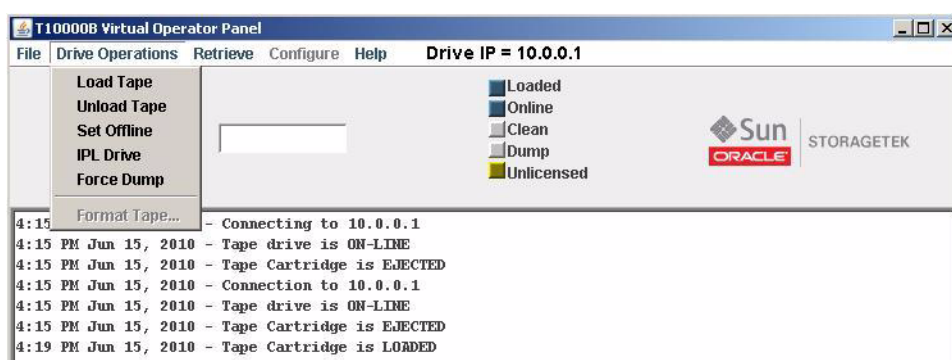 T10000B Virtual Operator Panel
File Drive Operations Retrieve Configure Help Drive IP = 10.0.0.1
Load Tape
Unload Tape
Set Offline
IPL Drive
Force Dump
Format Tape...
Loaded
Online
Clean
Dump
Unlicensed
Sun
ORACLE
STORAGETEK
4:15 - Connecting to 10.0.0.1
4:15 PM Jun 15, 2010 - Tape drive is ON-LINE
4:15 PM Jun 15, 2010 - Tape Cartridge is EJECTED
4:15 PM Jun 15, 2010 - Connection to 10.0.0.1
4:15 PM Jun 15, 2010 - Tape drive is ON-LINE
4:15 PM Jun 15, 2010 - Tape Cartridge is EJECTED
4:19 PM Jun 15, 2010 - Tape Cartridge is LOADED